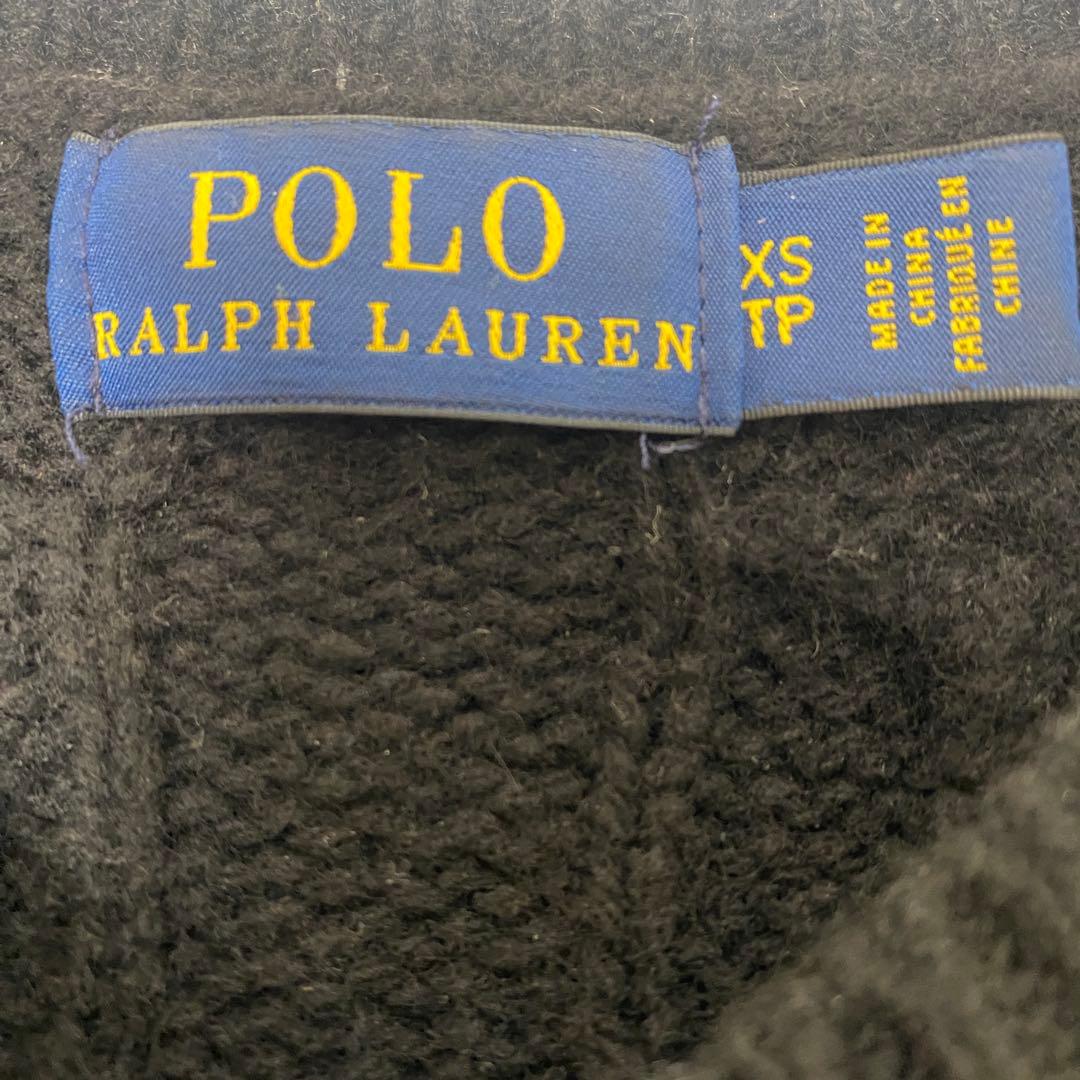 POLO
RALPH LAUREN
XS
TP
MADE IN
CHINA
FABRIQUÉ EN
CHINE